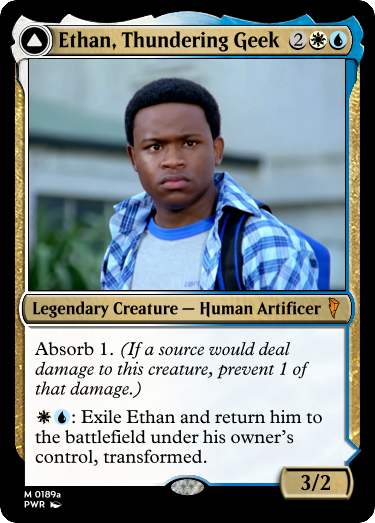 Ethan, Thundering Geek 2
Legendary Creature — Human Artificer
Absorb 1. (If a source would deal
damage to this creature, prevent 1 of
that damage.)
: Exile Ethan and return him to
the battlefield under his owner's
control, transformed.
3/2
M 0189a
PWR